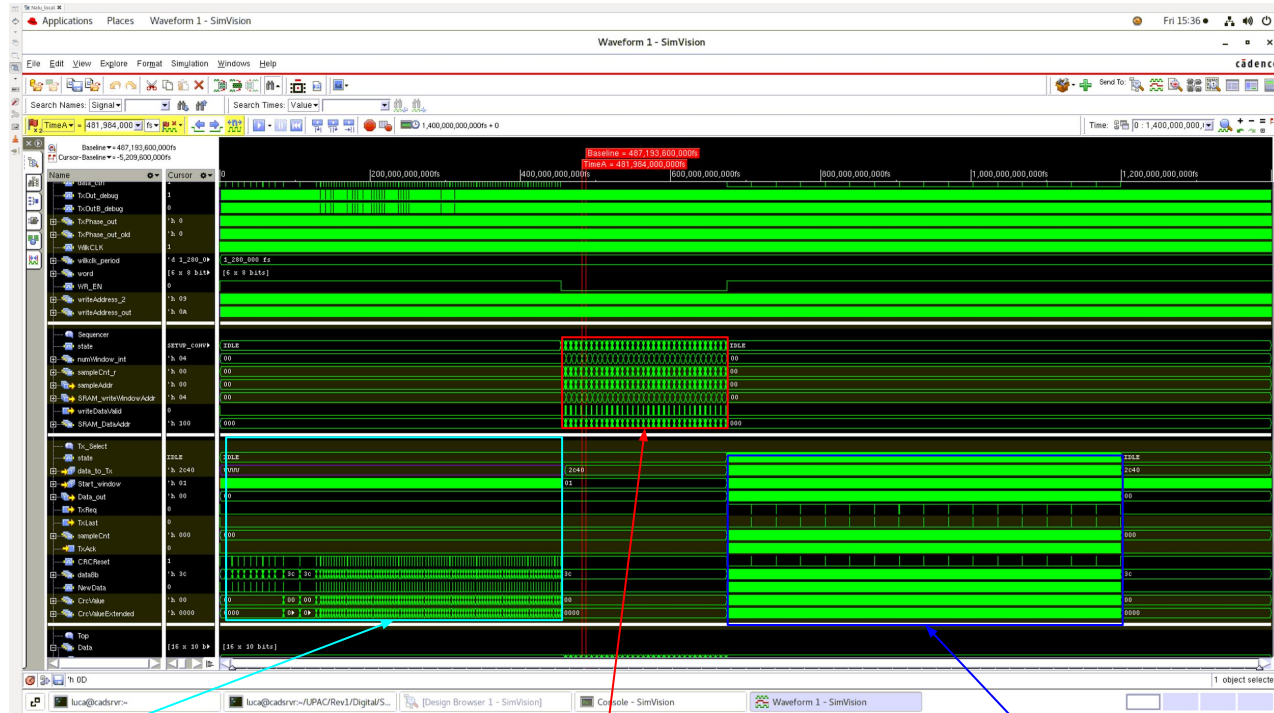 Nalu_local
Applications Places Waveform 1 - SimVision
Fri 15:36
Waveform 1 - SimVision
File Edit View Explore Format Simulation Windows Help
cādence
Send To:
Search Names: Signal
Search Times: Value
TimeA = 481,984,000 fs
1,400,000,000,000fs + 0
Time: 0 : 1,400,000,000,
Baseline = 487,193,600,000fs
Cursor-Baseline = -5,209,600,000fs
Baseline = 487,193,600,000fs
TimeA = 481,984,000,000fs
Name Cursor
0 200,000,000,000fs 400,000,000,000fs 600,000,000,000fs 800,000,000,000fs 1,000,000,000,000fs 1,200,000,000,000fs
TxOut_debug 1
TxOutB_debug 0
TxPhase_out 'h 0
TxPhase_out_old 'h 0
WilkCLK 1
wilkclk_period 'd 1_280_0 1_280_000 fs
word [6 x 8 bit [6 x 8 bits]
WR_EN 0
writeAddress_2 'h 09
writeAddress_out 'h 0A
Sequencer
state SETUP_CONV IDLE IDLE
numWindow_int 'h 04 00 00
sampleCnt_r 'h 00 00 00
sampleAddr 'h 00 00 00
SRAM_writeWindowAddr 'h 04 00 00
writeDataValid 0
SRAM_DataAddr 'h 100 000 000
Tx_Select
state IDLE IDLE IDLE
data_to_Tx 'h 2c40 UUUU 2c40 2c40
Start_window 'h 01 01
Data_out 'h 00 00 00
TxReq 0
TxLast 0
sampleCnt 'h 000 000 000
TxAck 0
CRCReset 1
data8b 'h 3c 3c 3c 3c 3c
NewData 0
CrcValue 'h 00 00 00 00 00
CrcValueExtended 'h 0000 0000 0 0 0000 0000
Top
Data [16 x 10 b [16 x 10 bits]
'h 0D
1 object selecte
luca@cadsrvr:~
luca@cadsrvr:~/UPAC/Rev1/Digital/S...
[Design Browser 1 - SimVision]
Console - SimVision
Waveform 1 - SimVision